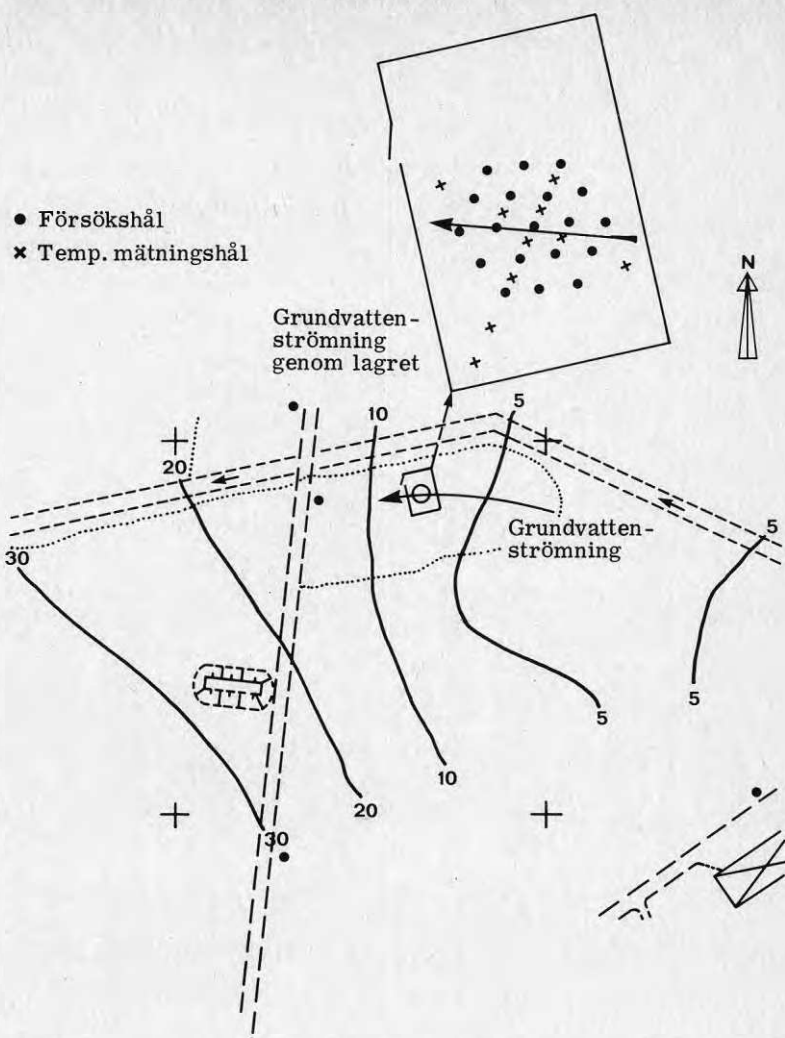 ● Försökshål
× Temp. mätningshål
N
Grundvatten-
strömning
genom lagret
10
5
20
Grundvatten-
strömning
5
30
5
5
10
20
30